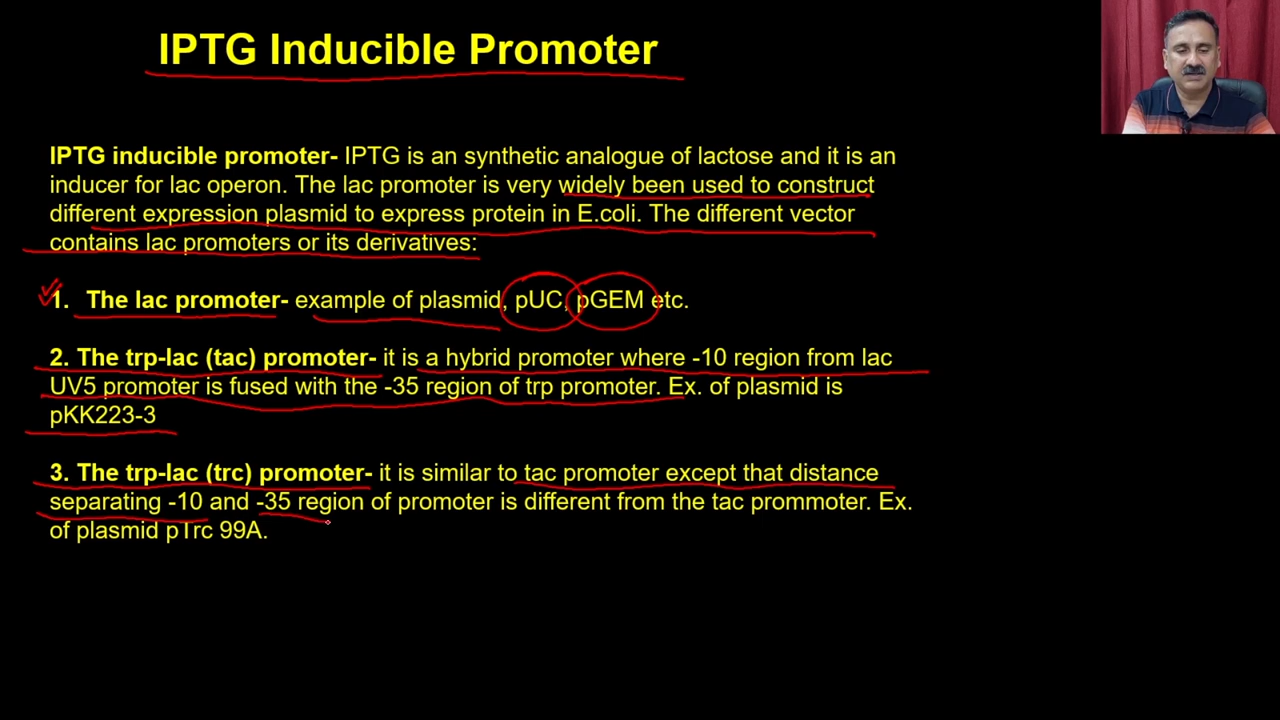 IPTG Inducible Promoter
IPTG inducible promoter- IPTG is an synthetic analogue of lactose and it is an
inducer for lac operon. The lac promoter is very widely been used to construct
different expression plasmid to express protein in E.coli. The different vector
contains lac promoters or its derivatives:
1. The lac promoter- example of plasmid, pUC, pGEM etc.
2. The trp-lac (tac) promoter- it is a hybrid promoter where -10 region from lac
UV5 promoter is fused with the -35 region of trp promoter. Ex. of plasmid is
pKK223-3
3. The trp-lac (trc) promoter- it is similar to tac promoter except that distance
separating -10 and -35 region of promoter is different from the tac prommoter. Ex.
of plasmid pTrc 99A.